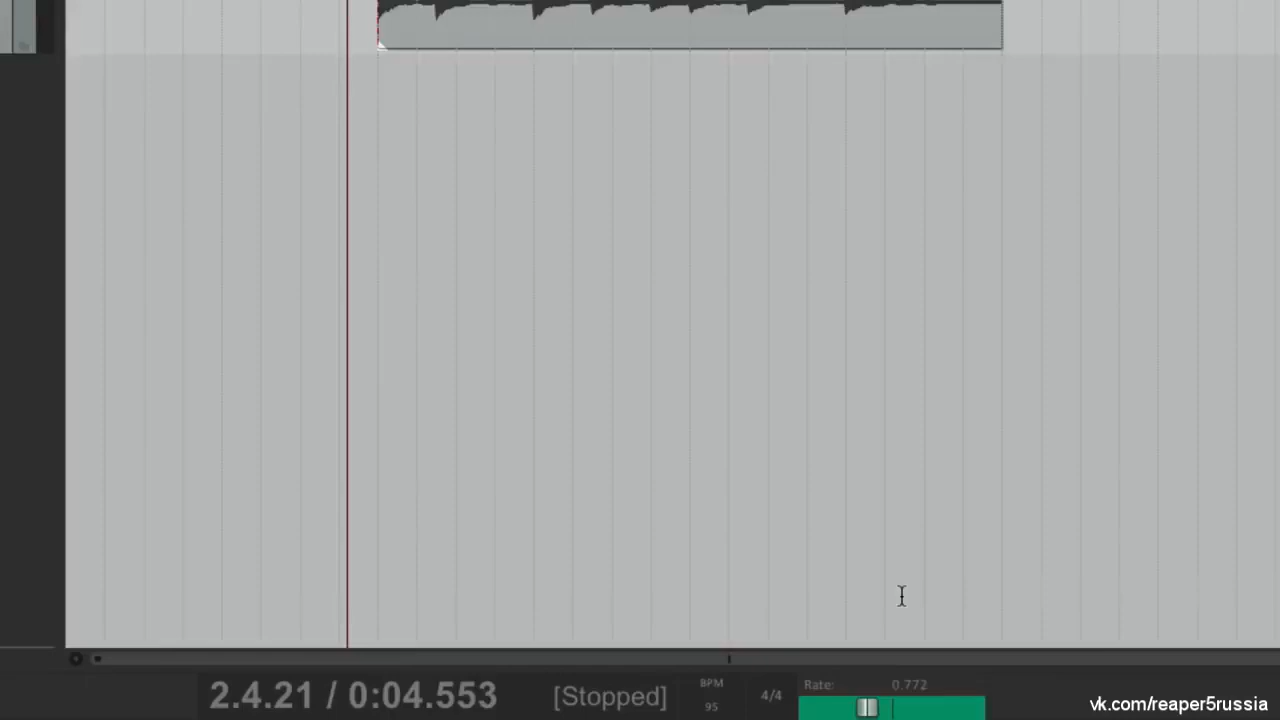 2.4.21 / 0:04.553
[Stopped]
BPM
95
4/4
Rate:
0.772
vk.com/reaper5russia